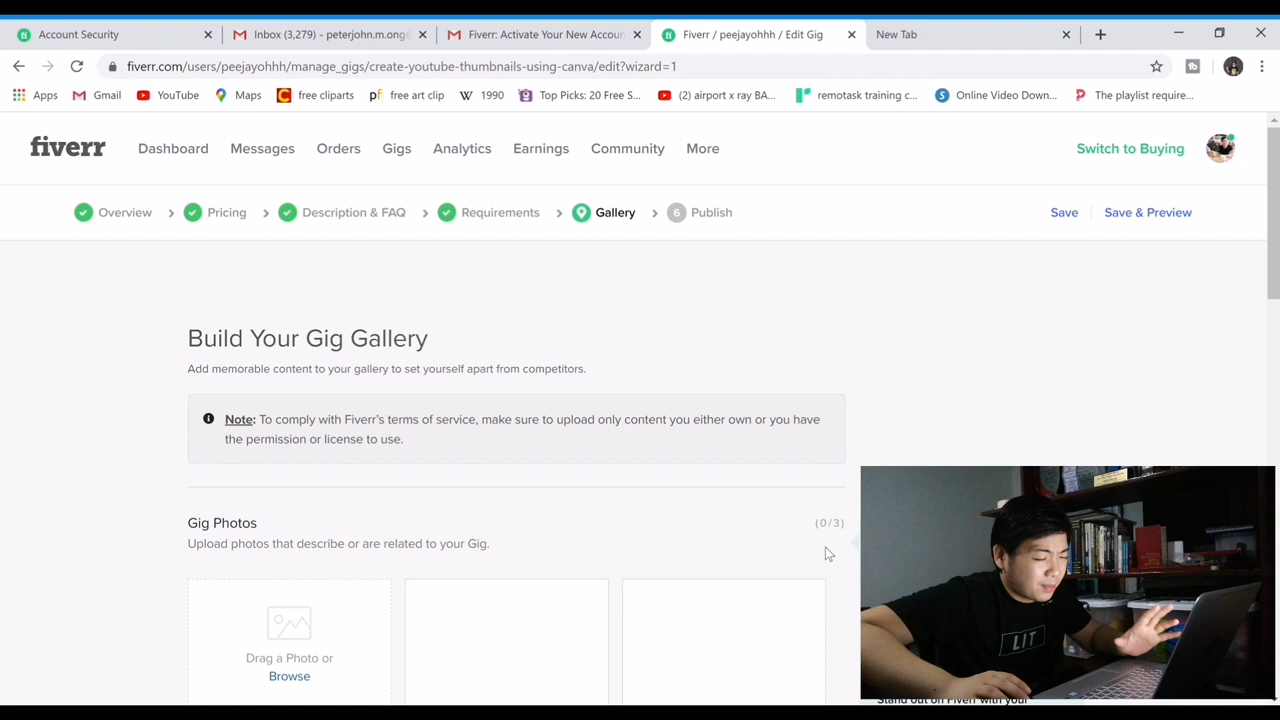 Account Security
Inbox (3,279) - peterjohn.m.ong
Fiverr: Activate Your New Accoun
Fiverr / peejayohhh / Edit Gig
New Tab
fiverr.com/users/peejayohhh/manage_gigs/create-youtube-thumbnails-using-canva/edit?wizard=1
Apps
Gmail
YouTube
Maps
free cliparts
free art clip
1990
Top Picks: 20 Free S...
(2) airport x ray BA...
remotask training c...
Online Video Down...
The playlist require...
fiverr
Dashboard
Messages
Orders
Gigs
Analytics
Earnings
Community
More
Switch to Buying
Overview
Pricing
Description & FAQ
Requirements
Gallery
6 Publish
Save
Save & Preview
Build Your Gig Gallery
Add memorable content to your gallery to set yourself apart from competitors.
Note: To comply with Fiverr's terms of service, make sure to upload only content you either own or you have
the permission or license to use.
Gig Photos
(0/3)
Upload photos that describe or are related to your Gig.
Drag a Photo or
Browse
LIT
Stand out on Fiverr with your